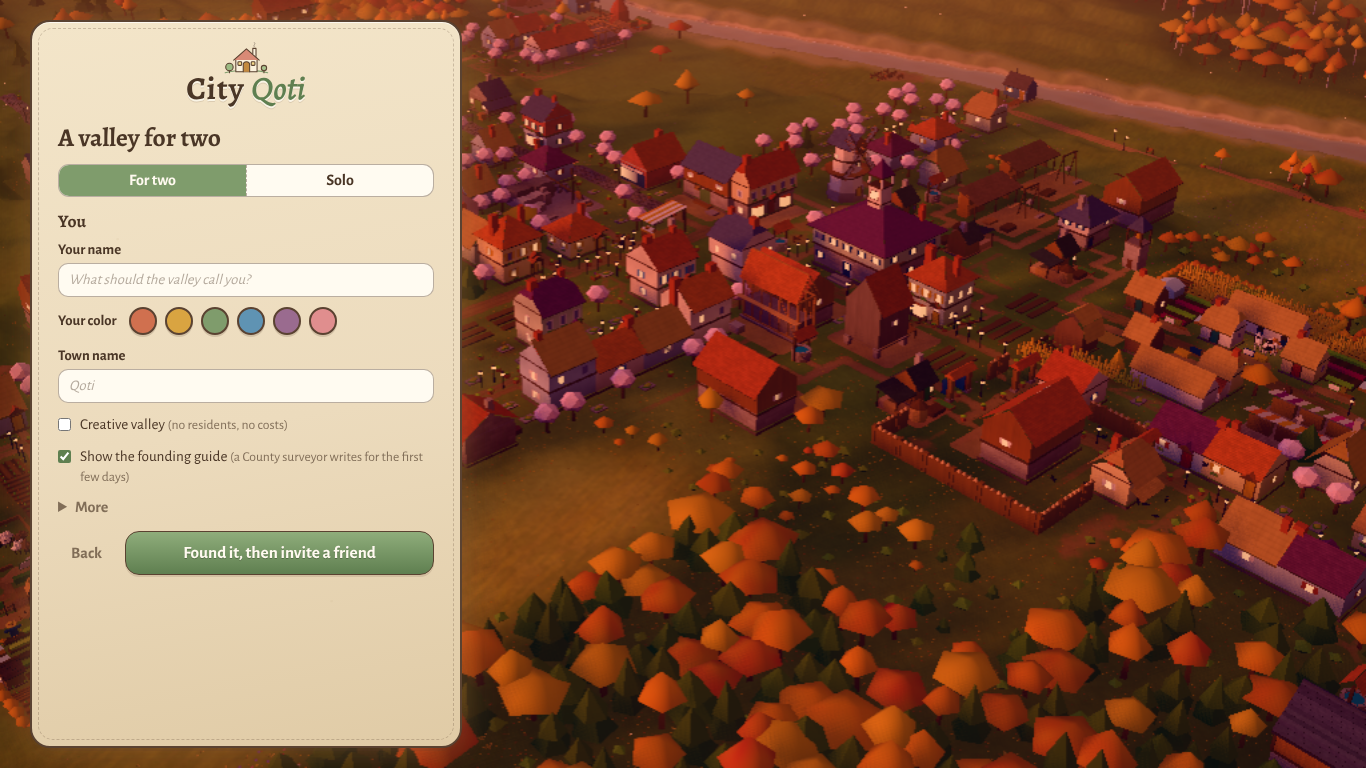 City Qoti
A valley for two
For two
Solo
You
Your name
What should the valley call you?
Your color
Town name
Qoti
Creative valley (no residents, no costs)
Show the founding guide (a County surveyor writes for the first
few days)
More
Back
Found it, then invite a friend